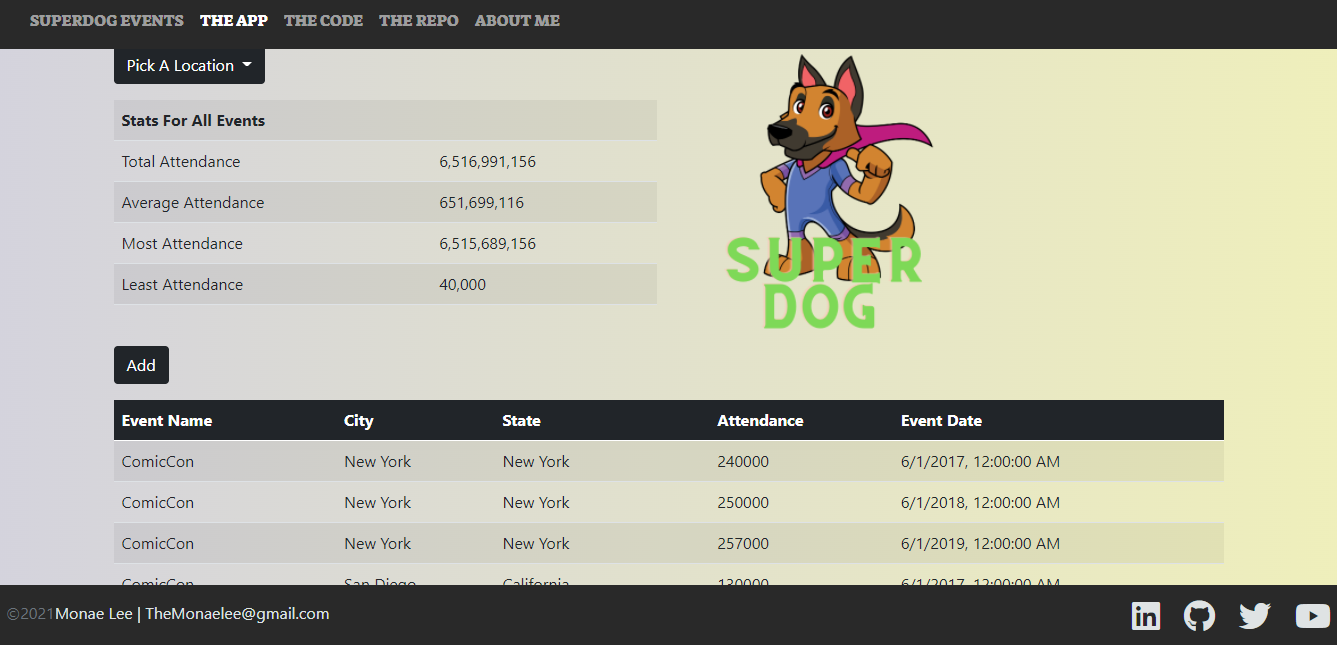 SUPERDOG EVENTS THE APP THE CODE THE REPO ABOUT ME
Pick A Location
Stats For All Events
Total Attendance 6,516,991,156
Average Attendance 651,699,116
Most Attendance 6,515,689,156
Least Attendance 40,000
SUPER
DOG
Add
Event Name City State Attendance Event Date
ComicCon New York New York 240000 6/1/2017, 12:00:00 AM
ComicCon New York New York 250000 6/1/2018, 12:00:00 AM
ComicCon New York New York 257000 6/1/2019, 12:00:00 AM
ComicCon San Diego California 130000 6/1/2017, 12:00:00 AM
©2021Monae Lee | TheMonaelee@gmail.com
in